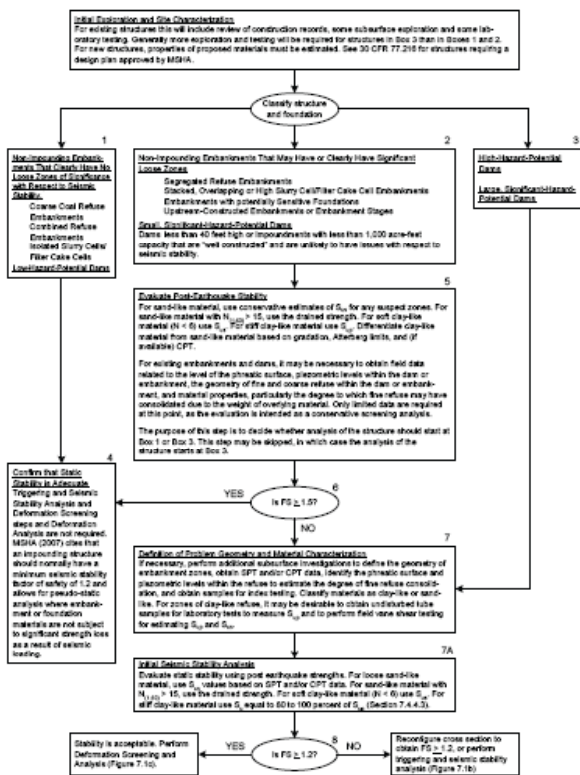 Initial Exploration and Site Characterization
For existing structures this will include review of construction records, some subsurface exploration and some lab-
oratory testing. Generally more exploration and testing will be required for structures in Box 3 than in Boxes 1 and 2.
For new structures, properties of proposed materials must be estimated. See 30 CFR 77.216 for structures requiring a
design plan approved by MSHA.
Classify structure
and foundation
1
Non-Impounding Embank-
ments That Clearly Have No
Loose Zones of Significance
with Respect to Seismic
Stability
Coarse Coal Refuse
Embankments
Combined Refuse
Embankments
Isolated Slurry Cells/
Filter Cake Cells
Low-Hazard-Potential Dams
2
Non-Impounding Embankments That May Have or Clearly Have Significant
Loose Zones
Segregated Refuse Embankments
Stacked, Overlapping or High Slurry Cell/Filter Cake Cell Embankments
Embankments with potentially Sensitive Foundations
Upstream-Constructed Embankments or Embankment Stages
Small, Significant-Hazard-Potential Dams
Dams less than 40 feet high or impoundments with less than 1,000 acre-feet
capacity that are "well constructed" and are unlikely to have issues with respect to
seismic stability.
3
High-Hazard-Potential
Dams
Large, Significant-Hazard-
Potential Dams
5
Evaluate Post-Earthquake Stability
For sand-like material, use conservative estimates of S for any suspect zones. For
sand-like material with N > 15, use the drained strength. For soft clay-like
material (N < 6) use S. For stiff clay-like material use S. Differentiate clay-like
material from sand-like material based on gradation, Atterberg limits, and (if
available) CPT.
For existing embankments and dams, it may be necessary to obtain field data
related to the level of the phreatic surface, piezometric levels within the dam or
embankment, the geometry of fine and coarse refuse within the dam or embank-
ment, and material properties, particularly the degree to which fine refuse may have
consolidated due to the weight of overlying material. Only limited data are required
at this point, as the evaluation is intended as a conservative screening analysis.
The purpose of this step is to decide whether analysis of the structure should start at
Box 1 or Box 3. This step may be skipped, in which case the analysis of the
structure starts at Box 3.
4
Confirm that Static
Stability is Adequate
Triggering and Seismic
Stability Analysis and
Deformation Screening
steps and Deformation
Analysis are not required.
MSHA (2007) cites that
an impounding structure
should normally have a
minimum seismic stability
factor of safety of 1.2 and
allows for pseudo-static
analysis where embank-
ment or foundation
materials are not subject
to significant strength loss
as a result of seismic
loading.
YES
6
Is FS ≥ 1.5?
NO
7
Definition of Problem Geometry and Material Characterization
If necessary, perform additional subsurface investigations to define the geometry of
embankment zones, obtain SPT and/or CPT data, identify the phreatic surface and
piezometric levels within the refuse to estimate the degree of fine refuse consolid-
ation, and obtain samples for index testing. Classify materials as clay-like or sand-
like. For zones of clay-like refuse, it may be desirable to obtain undisturbed tube
samples for laboratory tests to measure S and to perform field vane shear testing
for estimating S and S.
7A
Initial Seismic Stability Analysis
Evaluate static stability using post earthquake strengths. For loose sand-like
material, use S values based on SPT and/or CPT data. For sand-like material with
N > 15, use the drained strength. For soft clay-like material (N < 6) use S. For
stiff clay-like material use S equal to 80 to 100 percent of S (Section 7.4.4.3).
8
YES
Is FS ≥ 1.2?
NO
Stability is acceptable. Perform
Deformation Screening and
Analysis (Figure 7.1c).
Reconfigure cross section to
obtain FS ≥ 1.2, or perform
triggering and seismic stability
analysis (Figure 7.1b)